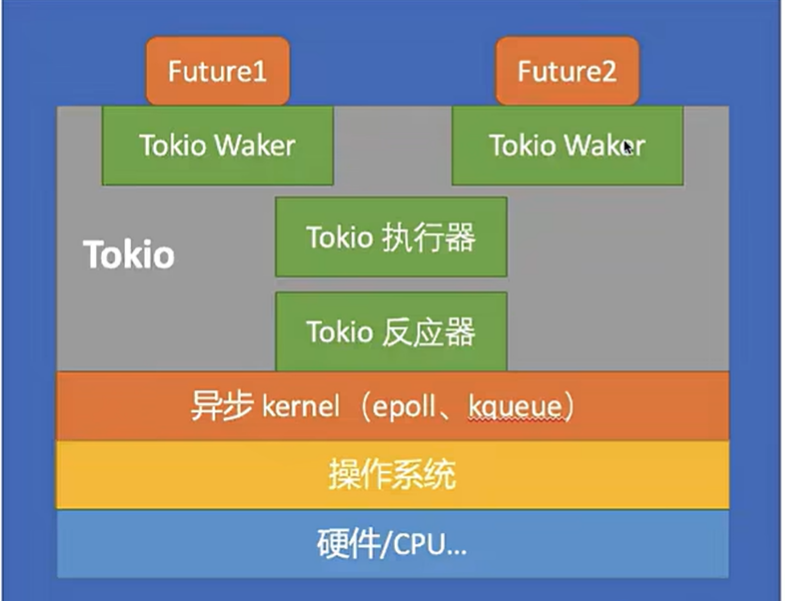 Future1
Future2
Tokio Waker
Tokio Waker
Tokio 执行器
Tokio
Tokio 反应器
异步 kernel（epoll、kqueue）
操作系统
硬件/CPU...